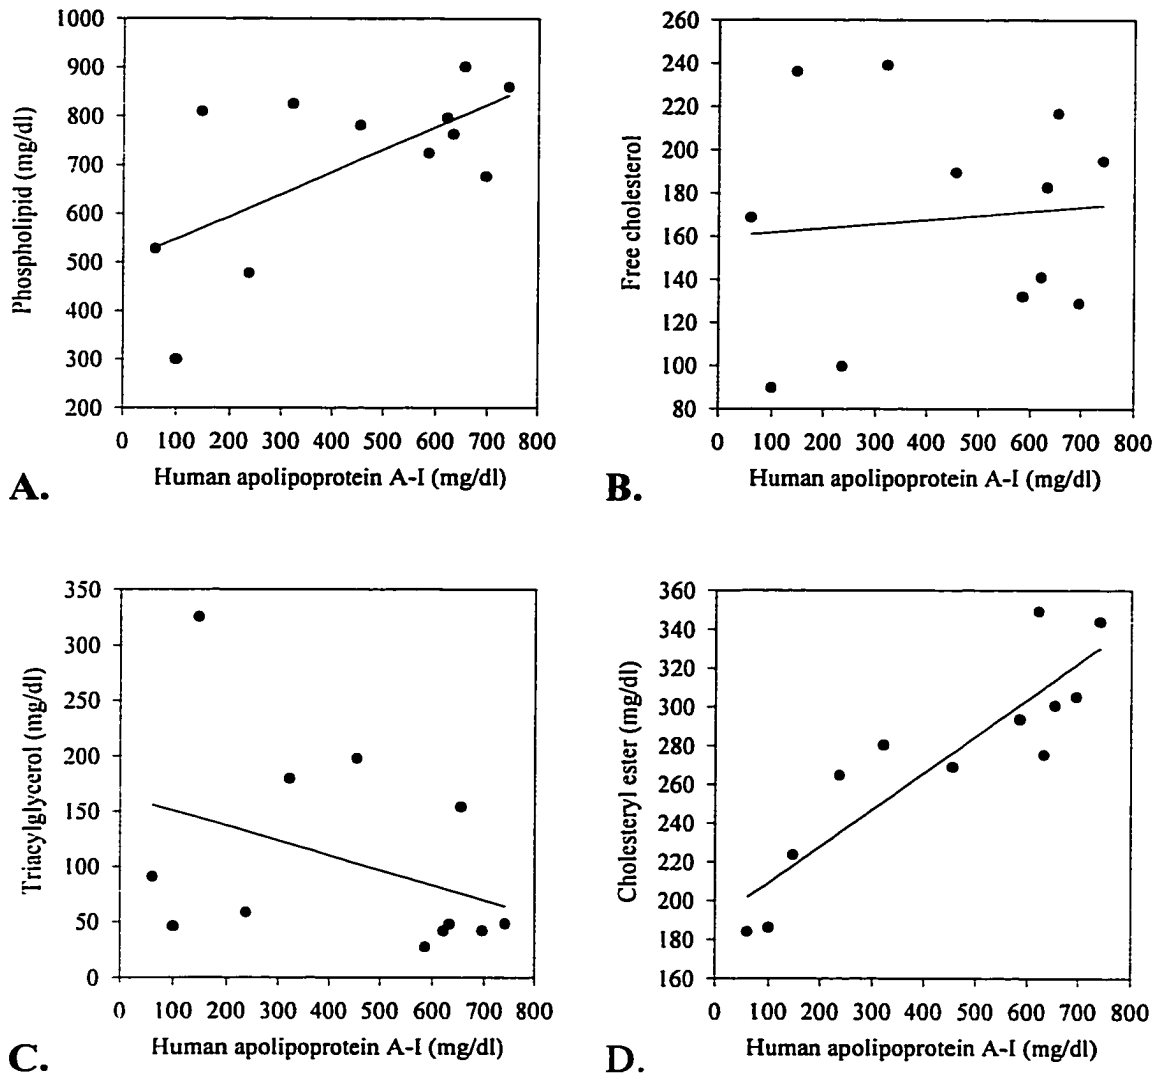 1000
900
800
700
600
500
400
300
200
Phospholipid (mg/dl)
0 100 200 300 400 500 600 700 800
Human apolipoprotein A-I (mg/dl)
A.
260
240
220
200
180
160
140
120
100
80
Free cholesterol
0 100 200 300 400 500 600 700 800
Human apolipoprotein A-I (mg/dl)
B.
350
300
250
200
150
100
50
0
Triacylglycerol (mg/dl)
0 100 200 300 400 500 600 700 800
Human apolipoprotein A-I (mg/dl)
C.
360
340
320
300
280
260
240
220
200
180
160
Cholesteryl ester (mg/dl)
0 100 200 300 400 500 600 700 800
Human apolipoprotein A-I (mg/dl)
D.